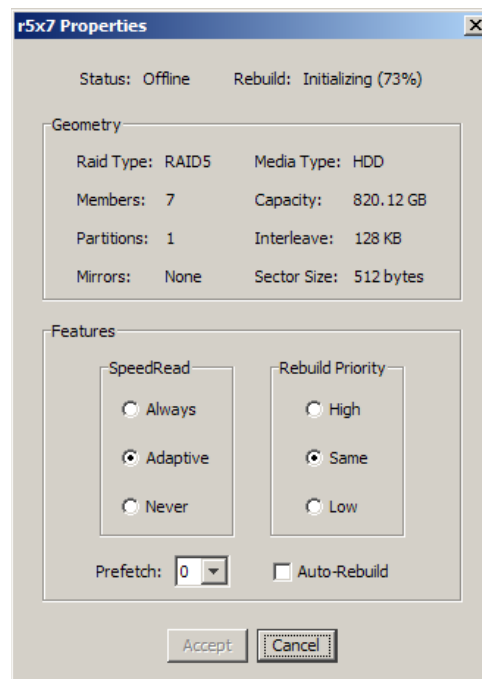 r5x7 Properties
Status: Offline Rebuild: Initializing (73%)
Geometry
Raid Type: RAID5 Media Type: HDD
Members: 7 Capacity: 820.12 GB
Partitions: 1 Interleave: 128 KB
Mirrors: None Sector Size: 512 bytes
Features
SpeedRead Rebuild Priority
Always High
Adaptive Same
Never Low
Prefetch: 0 Auto-Rebuild
Accept Cancel